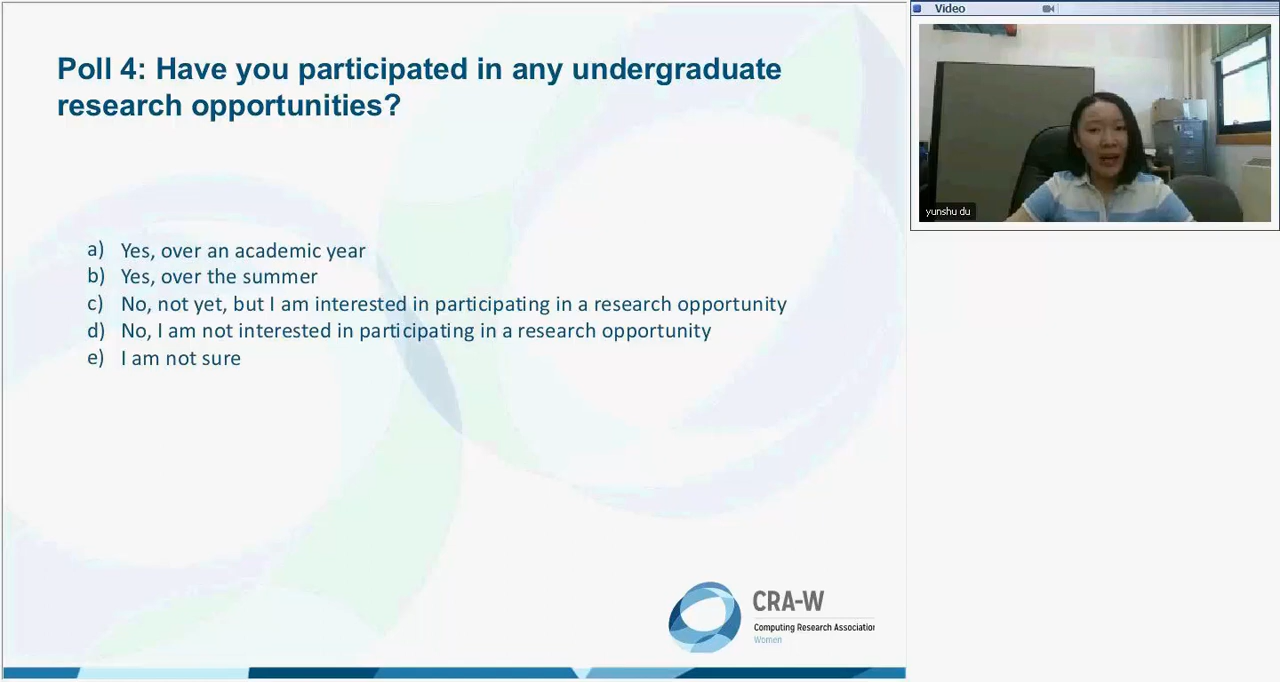 Poll 4: Have you participated in any undergraduate
research opportunities?
a) Yes, over an academic year
b) Yes, over the summer
c) No, not yet, but I am interested in participating in a research opportunity
d) No, I am not interested in participating in a research opportunity
e) I am not sure
CRA-W
Computing Research Association
Women
Video
yunshu du